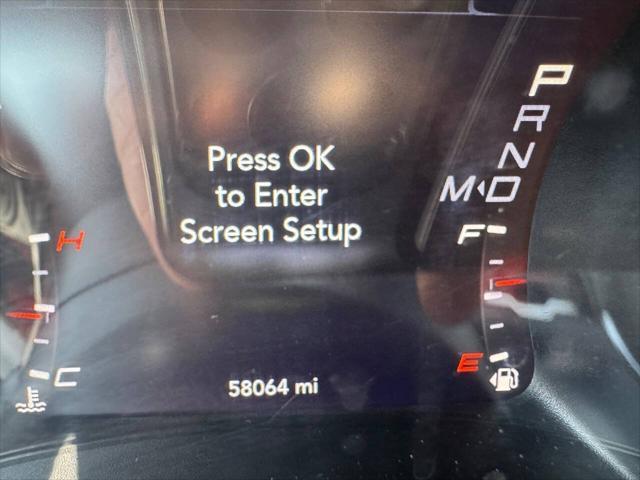 P
R
Press OK
N
to Enter
M D
Screen Setup
F
H
E
C
58064 mi